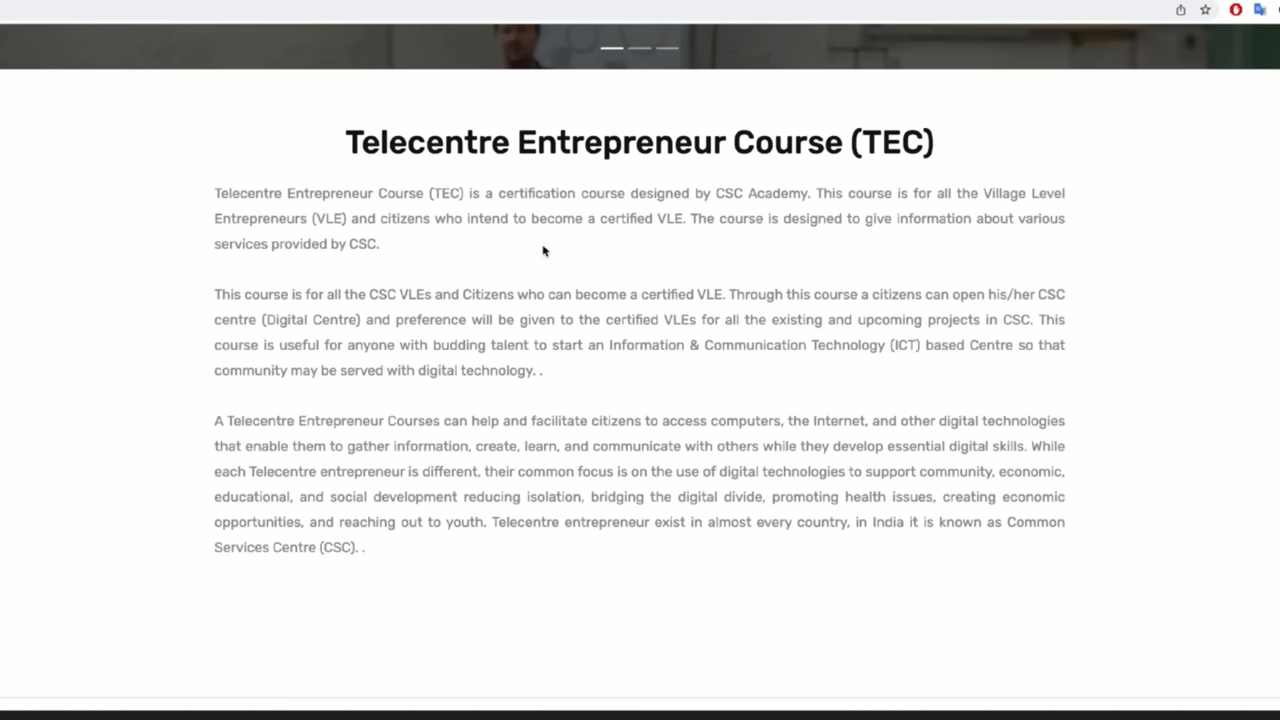 Telecentre Entrepreneur Course (TEC)
Telecentre Entrepreneur Course (TEC) is a certification course designed by CSC Academy. This course is for all the Village Level
Entrepreneurs (VLE) and citizens who intend to become a certified VLE. The course is designed to give information about various
services provided by CSC.
This course is for all the CSC VLEs and Citizens who can become a certified VLE. Through this course a citizens can open his/her CSC
centre (Digital Centre) and preference will be given to the certified VLEs for all the existing and upcoming projects in CSC. This
course is useful for anyone with budding talent to start an Information & Communication Technology (ICT) based Centre so that
community may be served with digital technology. .
A Telecentre Entrepreneur Courses can help and facilitate citizens to access computers, the Internet, and other digital technologies
that enable them to gather information, create, learn, and communicate with others while they develop essential digital skills. While
each Telecentre entrepreneur is different, their common focus is on the use of digital technologies to support community, economic,
educational, and social development reducing isolation, bridging the digital divide, promoting health issues, creating economic
opportunities, and reaching out to youth. Telecentre entrepreneur exist in almost every country, in India it is known as Common
Services Centre (CSC). .